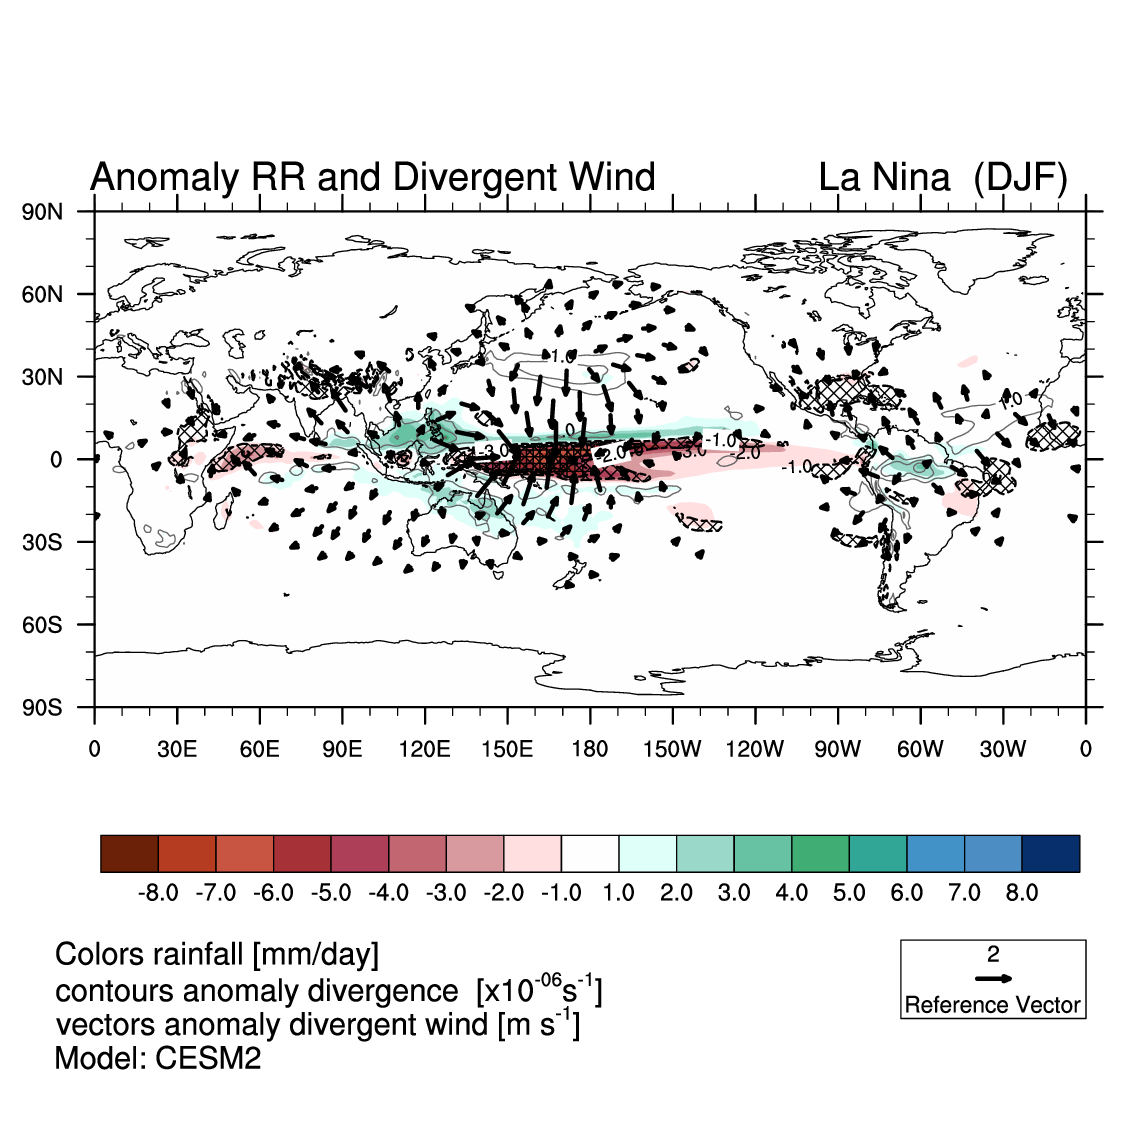 Anomaly RR and Divergent Wind La Nina (DJF)
90N
60N
30N
0
30S
60S
90S
1.0
1.0
.0
-3.0
-2.0
-3.0
-1.0
-2.0
-1.0
0 30E 60E 90E 120E 150E 180 150W 120W 90W 60W 30W 0
-8.0 -7.0 -6.0 -5.0 -4.0 -3.0 -2.0 -1.0 1.0 2.0 3.0 4.0 5.0 6.0 7.0 8.0
Colors rainfall [mm/day]
contours anomaly divergence [x10-06s-1]
vectors anomaly divergent wind [m s-1]
Model: CESM2
2
Reference Vector